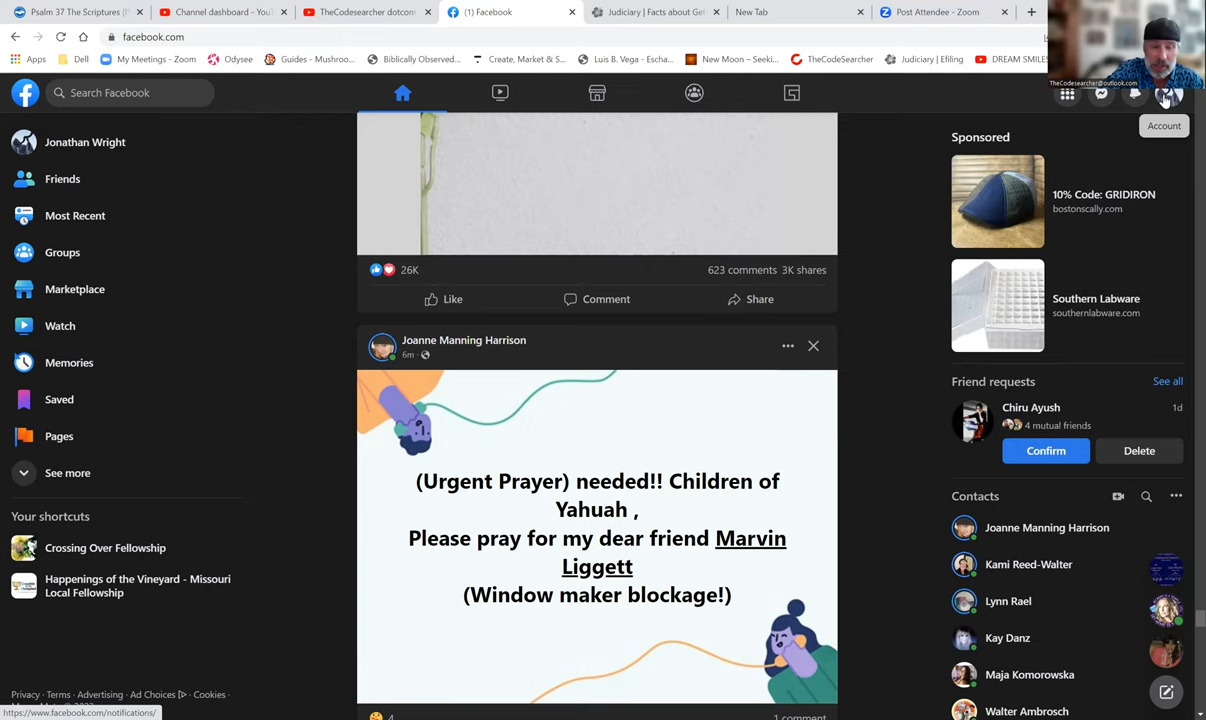 Psalm 37 The Scriptures (I
Channel dashboard - YouT
TheCodesearcher dotcom
(1) Facebook
Judiciary | Facts about Get
New Tab
Post Attendee - Zoom
facebook.com
Apps
Dell
My Meetings - Zoom
Odysee
Guides - Mushroo...
Biblically Observed...
Create, Market & S...
Luis B. Vega - Escha...
New Moon – Seeki...
TheCodeSearcher
Judiciary | Efiling
DREAM SMILES
TheCodesearcher@outlook.com
Search Facebook
Account
Jonathan Wright
Friends
Most Recent
Groups
Marketplace
Watch
Memories
Saved
Pages
See more
Your shortcuts
Crossing Over Fellowship
Happenings of the Vineyard - Missouri
Local Fellowship
Privacy · Terms · Advertising · Ad Choices · Cookies ·
https://www.facebook.com/notifications/
26K
623 comments 3K shares
Like
Comment
Share
Joanne Manning Harrison
6m ·
(Urgent Prayer) needed!! Children of
Yahuah ,
Please pray for my dear friend Marvin
Liggett
(Window maker blockage!)
4
1 comment
Sponsored
10% Code: GRIDIRON
bostonscally.com
Southern Labware
southernlabware.com
Friend requests
See all
Chiru Ayush
1d
4 mutual friends
Confirm
Delete
Contacts
Joanne Manning Harrison
Kami Reed-Walter
Lynn Rael
Kay Danz
Maja Komorowska
Walter Ambrosch